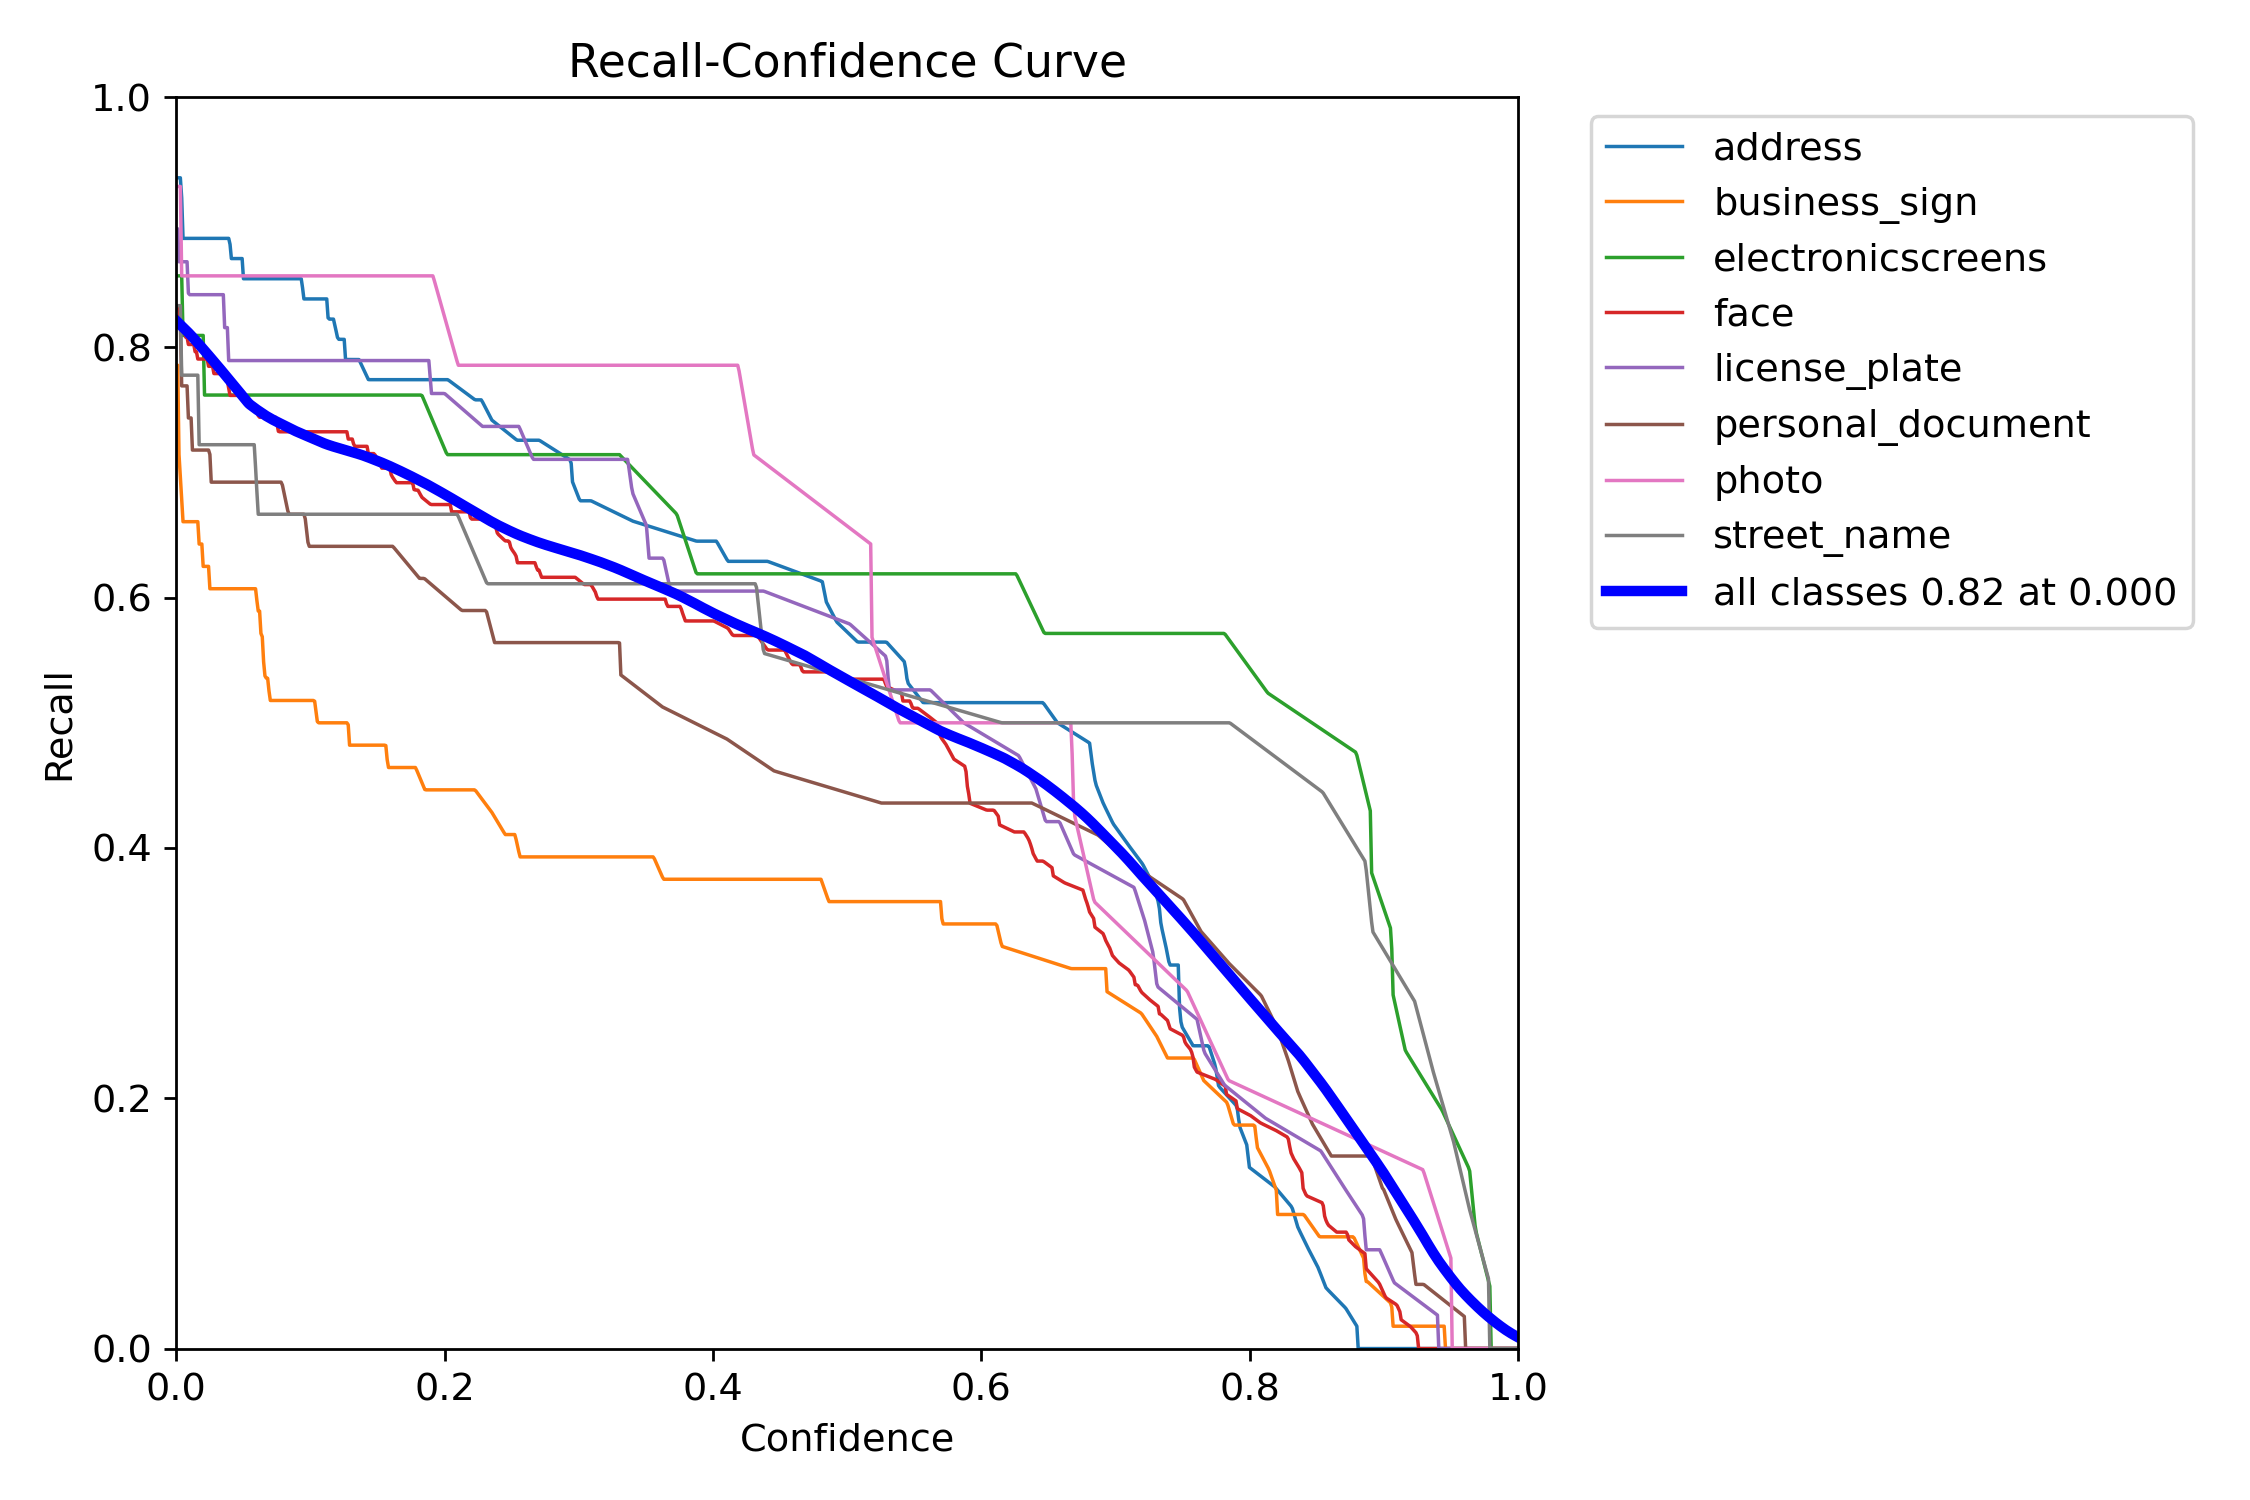 Recall-Confidence Curve
1.0
0.8
0.6
0.4
0.2
0.0
Recall
0.0 0.2 0.4 0.6 0.8 1.0
Confidence
address
business_sign
electronicscreens
face
license_plate
personal_document
photo
street_name
all classes 0.82 at 0.000